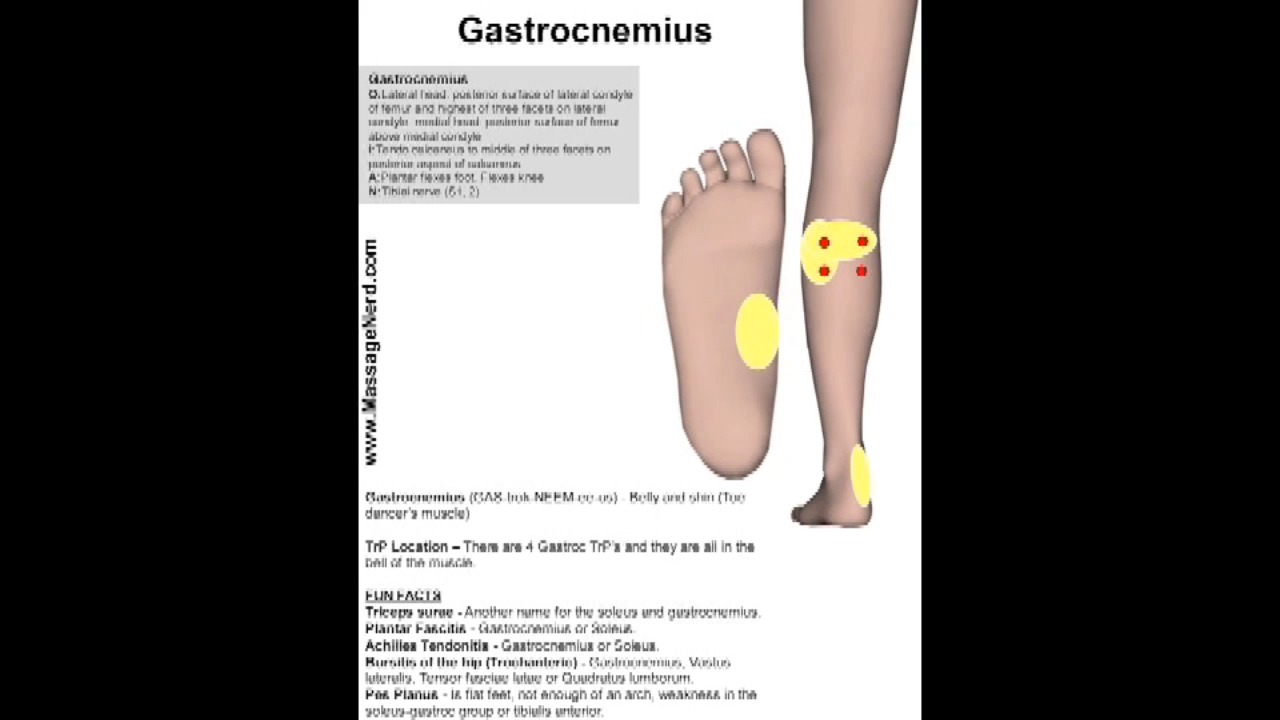 Gastrocnemius
Gastrocnemius
O:Lateral head: posterior surface of lateral condyle
of femur and highest of three facets on lateral
condyle. medial head: posterior surface of femur
above medial condyle
I:Tendo calcaneus to middle of three facets on
posterior aspect of calcaneus
A:Plantar flexes foot. Flexes knee
N:Tibial nerve (S1, 2)
www.MassageNerd.com
Gastrocnemius (GAS-trok-NEEM-ee-us) - Belly and shin (Toe
dancer's muscle)
TrP Location – There are 4 Gastroc TrP's and they are all in the
bell of the muscle.
FUN FACTS
Triceps surae - Another name for the soleus and gastrocnemius.
Plantar Fascitis - Gastrocnemius or Soleus.
Achilles Tendonitis - Gastrocnemius or Soleus.
Bursitis of the hip (Trochanteric) - Gastrocnemius, Vastus
lateralis, Tensor fasciae latae or Quadratus lumborum.
Pes Planus - Is flat feet, not enough of an arch, weakness in the
soleus-gastroc group or tibialis anterior.